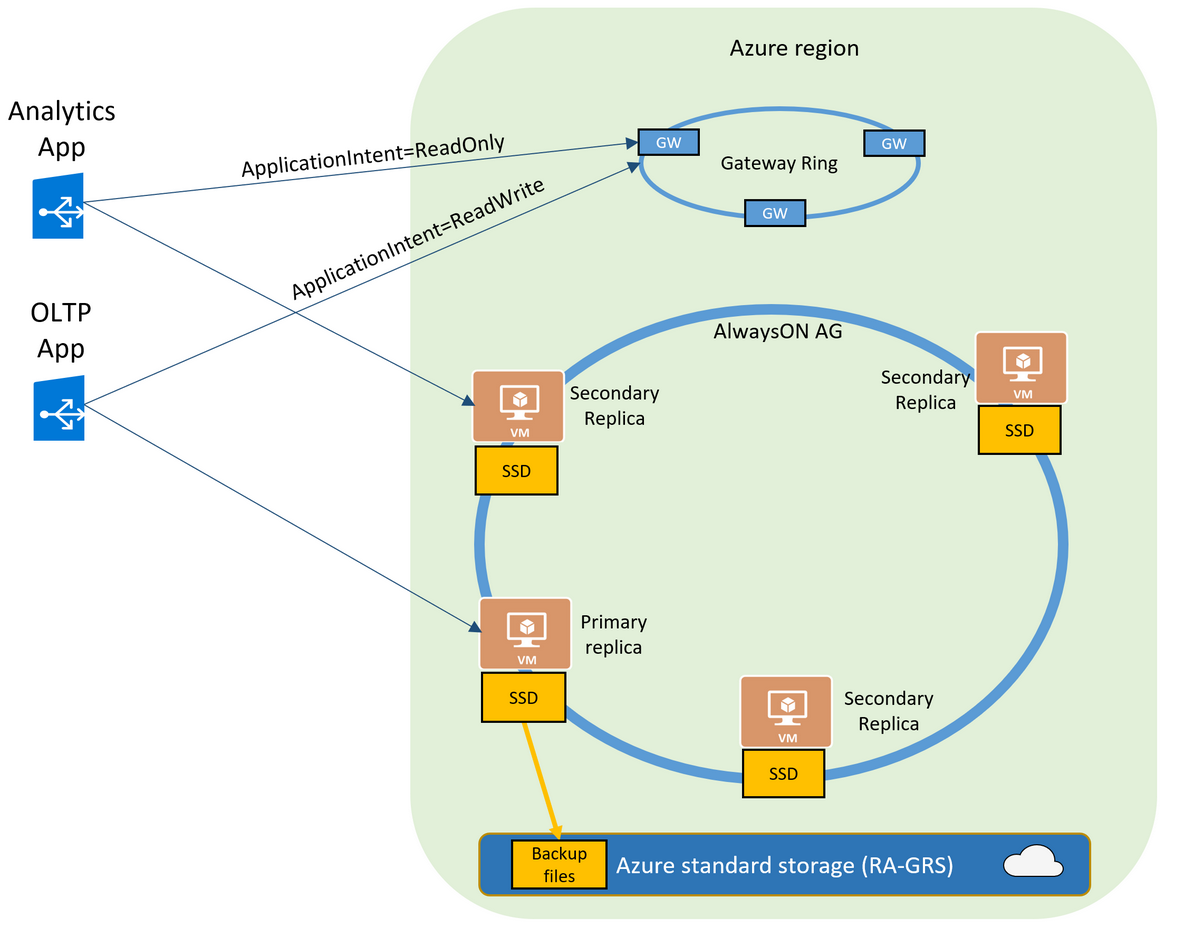 Azure region
Analytics
App
ApplicationIntent=ReadOnly
GW
GW
Gateway Ring
GW
ApplicationIntent=ReadWrite
OLTP
App
AlwaysON AG
VM
Secondary
Replica
SSD
Secondary
Replica
VM
SSD
VM
Primary
replica
SSD
VM
Secondary
Replica
SSD
Backup
files
Azure standard storage (RA-GRS)